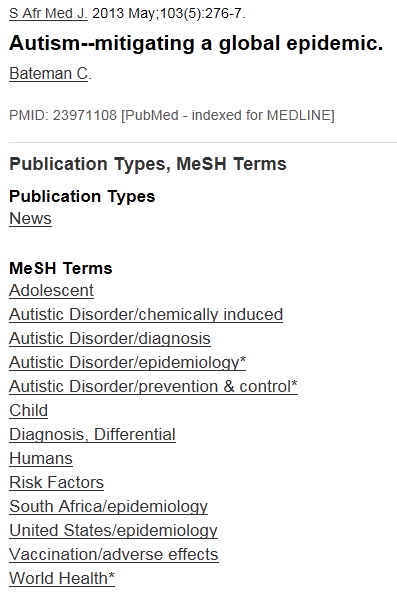 S Afr Med J. 2013 May;103(5):276-7.
Autism--mitigating a global epidemic.
Bateman C.
PMID: 23971108 [PubMed - indexed for MEDLINE]
Publication Types, MeSH Terms
Publication Types
News
MeSH Terms
Adolescent
Autistic Disorder/chemically induced
Autistic Disorder/diagnosis
Autistic Disorder/epidemiology*
Autistic Disorder/prevention & control*
Child
Diagnosis, Differential
Humans
Risk Factors
South Africa/epidemiology
United States/epidemiology
Vaccination/adverse effects
World Health*